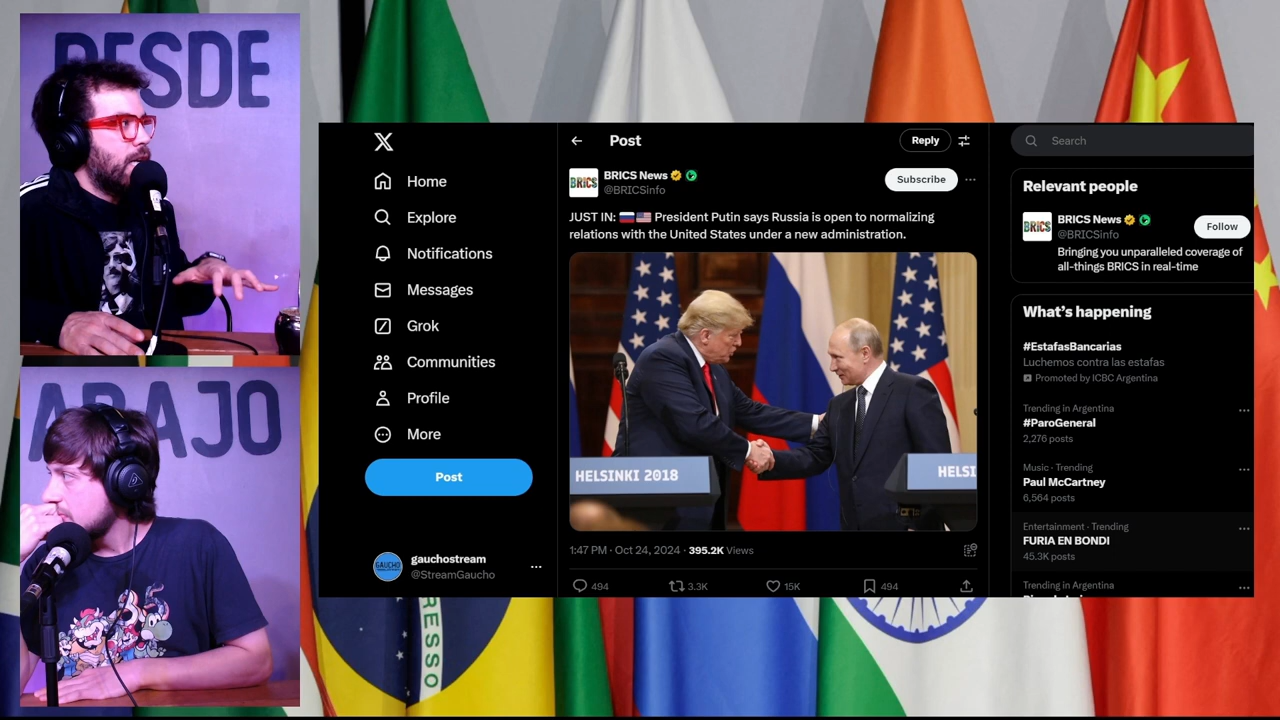 DESDE
ABAJO
Home
Explore
Notifications
Messages
Grok
Communities
Profile
More
Post
gauchostream
@StreamGaucho
Post
Reply
BRICS
BRICS News
@BRICSinfo
Subscribe
JUST IN: 🇷🇺🇺🇸 President Putin says Russia is open to normalizing
relations with the United States under a new administration.
HELSINKI 2018
HELSI
1:47 PM · Oct 24, 2024 · 395.2K Views
494
3.3K
15K
494
Search
Relevant people
BRICS
BRICS News
@BRICSinfo
Follow
Bringing you unparalleled coverage of
all-things BRICS in real-time
What's happening
#EstafasBancarias
Luchemos contra las estafas
Promoted by ICBC Argentina
Trending in Argentina
#ParoGeneral
2,276 posts
Music · Trending
Paul McCartney
6,564 posts
Entertainment · Trending
FURIA EN BONDI
45.3K posts
Trending in Argentina
RESSO